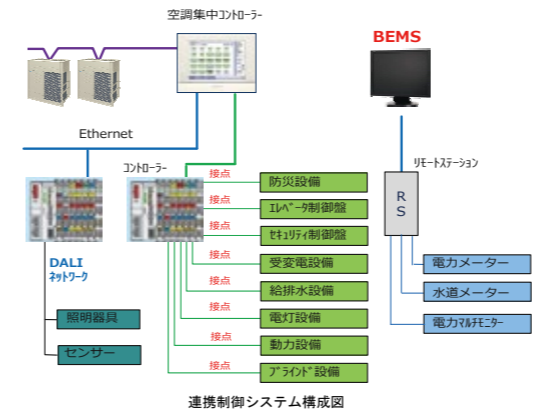 空調集中ｺﾝﾄﾛｰﾗｰ
BEMS
Ethernet
ｺﾝﾄﾛｰﾗｰ
ﾘﾓｰﾄｽﾃｰｼｮﾝ
接点
防災設備
接点
ｴﾚﾍﾞｰﾀ制御盤
接点
ｾｷｭﾘﾃｨ制御盤
接点
受変電設備
接点
給排水設備
接点
電灯設備
接点
動力設備
接点
ﾌﾞﾗｲﾝﾄﾞ設備
R
S
DALI
ﾈｯﾄﾜｰｸ
照明器具
センサー
電力メーター
水道メーター
電力ﾏﾙﾁﾓﾆﾀｰ
連携制御システム構成図